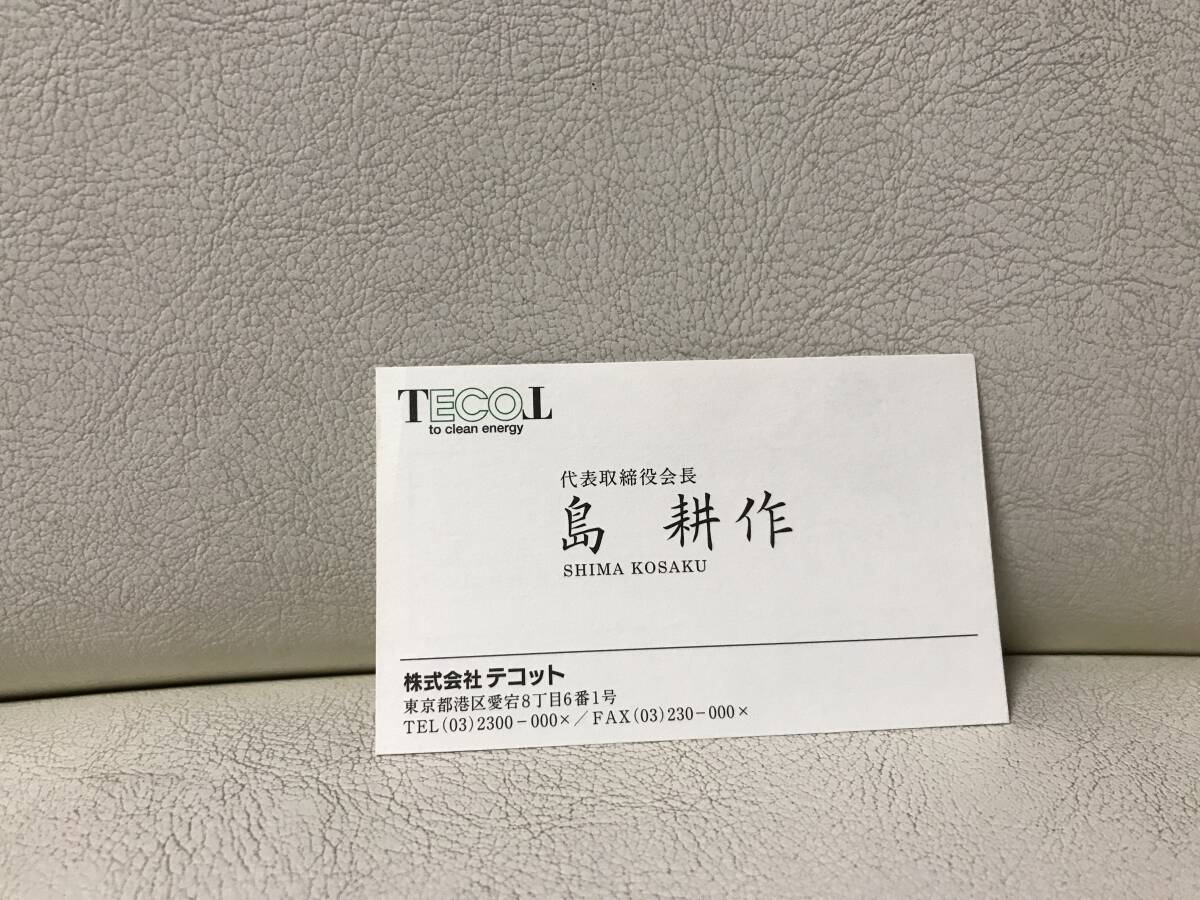 TECOT
to clean energy
代表取締役会長
島 耕作
SHIMA KOSAKU
株式会社 テコット
東京都港区愛宕8丁目6番1号
TEL(03)2300-000×／FAX(03)230-000×